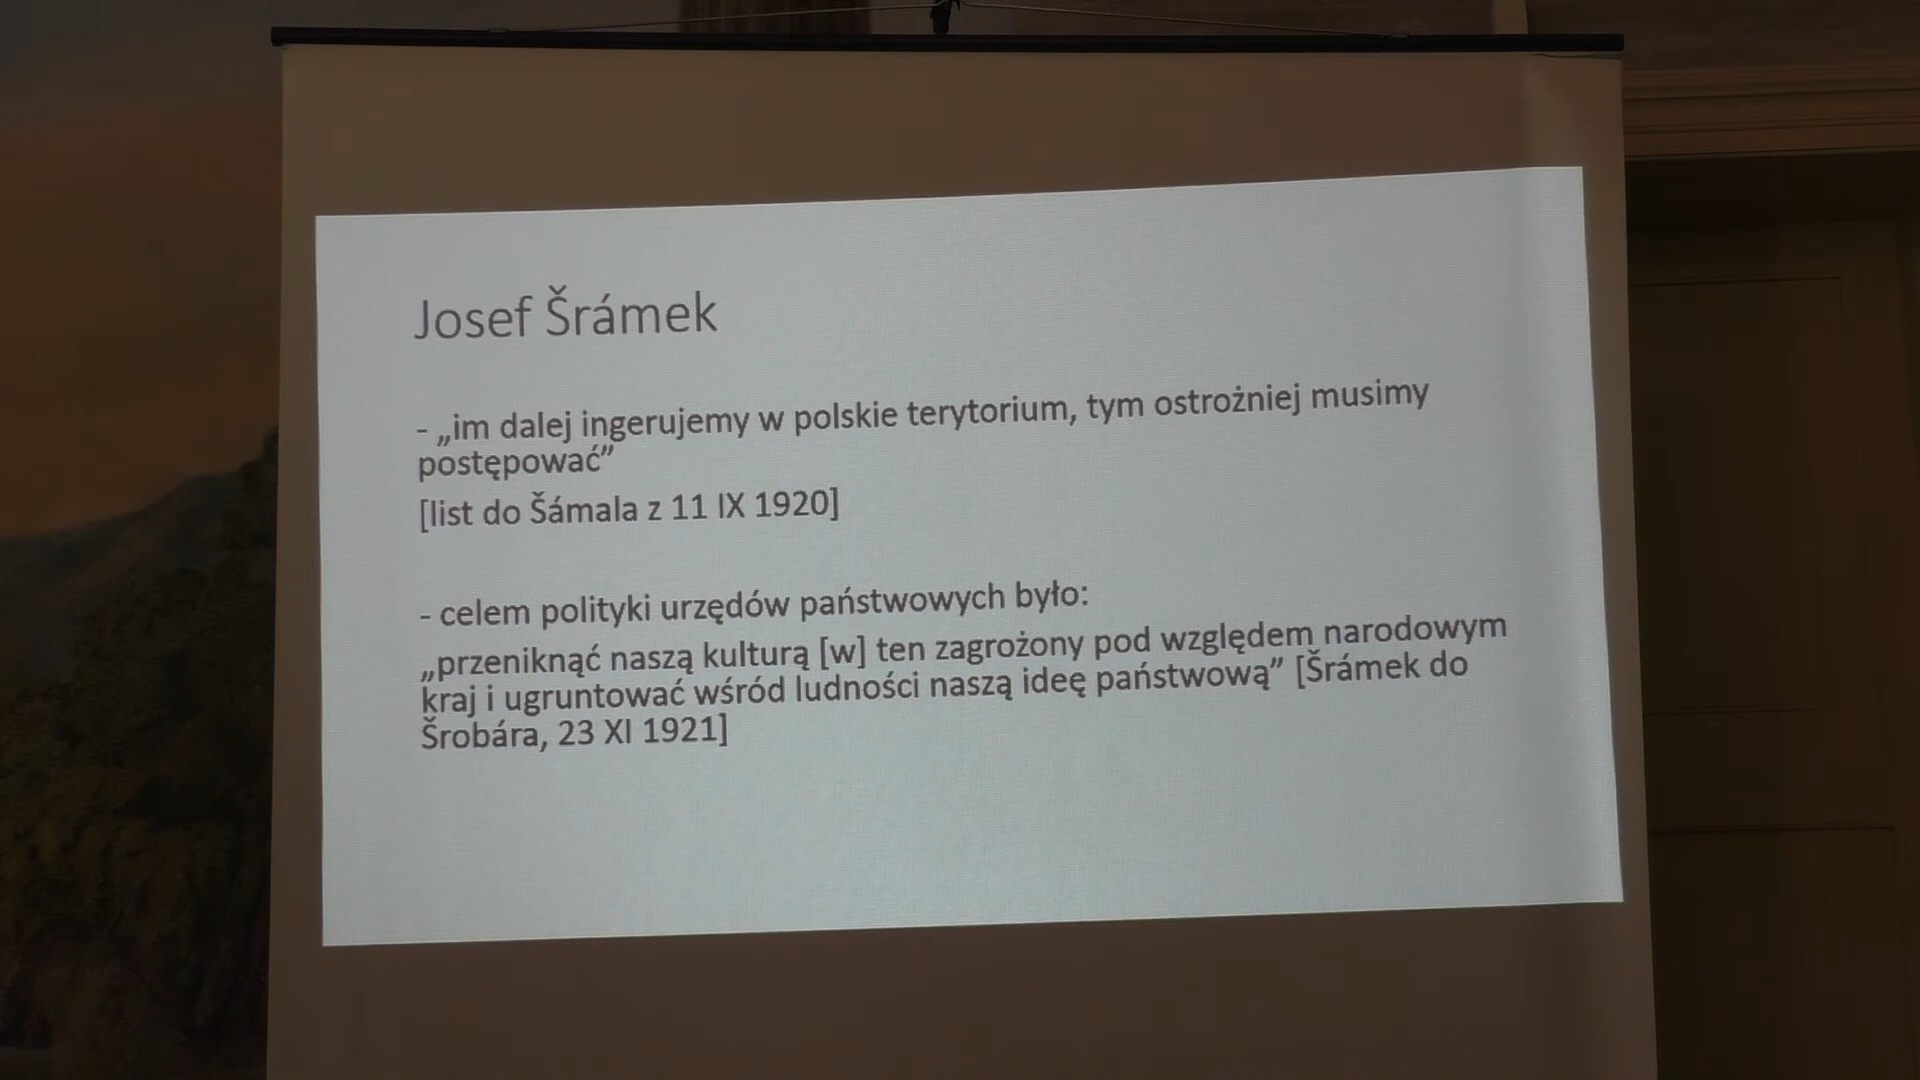 Josef Šrámek
- „im dalej ingerujemy w polskie terytorium, tym ostrożniej musimy
postępować”
[list do Šámala z 11 IX 1920]
- celem polityki urzędów państwowych było:
„przeniknąć naszą kulturą [w] ten zagrożony pod względem narodowym
kraj i ugruntować wśród ludności naszą ideę państwową” [Šrámek do
Šrobára, 23 XI 1921]